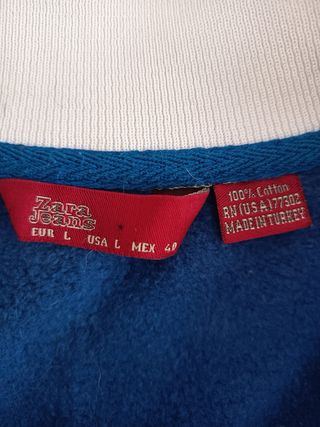 Zara
Jeans
EUR L USA L MEX 40
100% Cotton
RN (USA) 77302
MADE IN TURKEY